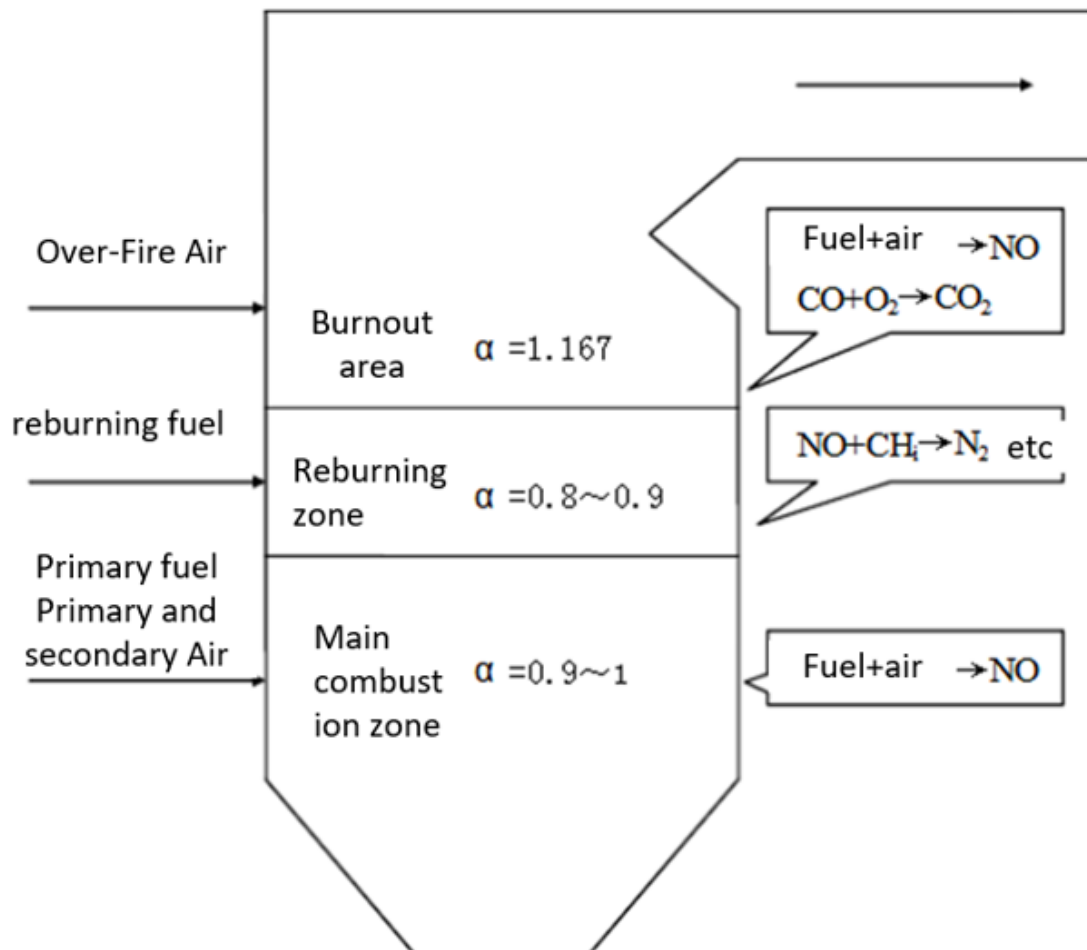 Over-Fire Air
Burnout
area
α =1.167
Fuel+air →NO
CO+O₂→CO₂
reburning fuel
Reburning
zone
α =0.8～0.9
NO+CHᵢ→N₂ etc
Primary fuel
Primary and
secondary Air
Main
combust
ion zone
α =0.9～1
Fuel+air →NO